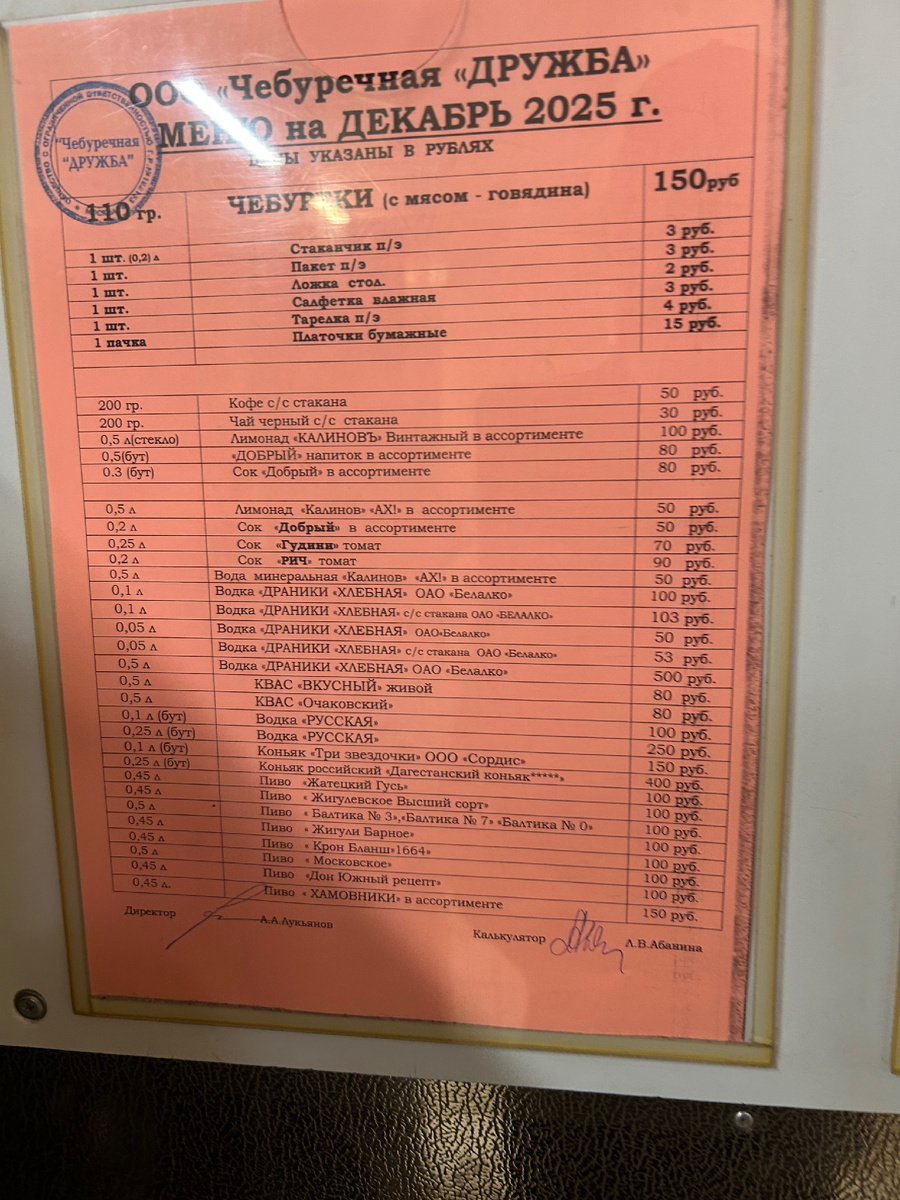 ООО «Чебуречная «ДРУЖБА»
МЕНЮ на ДЕКАБРЬ 2025 г.
ЦЕНЫ УКАЗАНЫ В РУБЛЯХ
"Чебуречная
"ДРУЖБА"
110 гр. ЧЕБУРЕКИ (с мясом - говядина) 150руб
1 шт. (0,2) л Стаканчик п/э 3 руб.
1 шт. Пакет п/э 3 руб.
1 шт. Ложка стол. 2 руб.
1 шт. Салфетка влажная 3 руб.
1 шт. Тарелка п/э 4 руб.
1 пачка Платочки бумажные 15 руб.
200 гр. Кофе с/с стакана 50 руб.
200 гр. Чай черный с/с стакана 30 руб.
0,5 л(стекло) Лимонад «КАЛИНОВЪ» Винтажный в ассортименте 100 руб.
0,5(бут) «ДОБРЫЙ» напиток в ассортименте 80 руб.
0.3 (бут) Сок «Добрый» в ассортименте 80 руб.
0,5 л Лимонад «Калинов» «АХ!» в ассортименте 50 руб.
0,2 л Сок «Добрый» в ассортименте 50 руб.
0,25 л Сок «Гудини» томат 70 руб.
0,2 л Сок «РИЧ» томат 90 руб.
0,5 л Вода минеральная «Калинов» «АХ!» в ассортименте 50 руб.
0,1 л Водка «ДРАНИКИ «ХЛЕБНАЯ» ОАО «Белалко» 100 руб.
0,1 л Водка «ДРАНИКИ «ХЛЕБНАЯ» с/с стакана ОАО «БЕЛАЛКО» 103 руб.
0,05 л Водка «ДРАНИКИ «ХЛЕБНАЯ» ОАО«Белалко» 50 руб.
0,05 л Водка «ДРАНИКИ «ХЛЕБНАЯ» с/с стакана ОАО «Белалко» 53 руб.
0,5 л Водка «ДРАНИКИ «ХЛЕБНАЯ» ОАО «Белалко» 500 руб.
0,5 л КВАС «ВКУСНЫЙ» живой 80 руб.
0,5 л КВАС «Очаковский» 80 руб.
0,1 л (бут) Водка «РУССКАЯ» 100 руб.
0,25 л (бут) Водка «РУССКАЯ» 250 руб.
0,1 л (бут) Коньяк «Три звездочки» ООО «Сордис» 150 руб.
0,25 л (бут) Коньяк российский «Дагестанский коньяк*****» 400 руб.
0,45 л Пиво «Жатецкий Гусь» 100 руб.
0,45 л Пиво « Жигулевское Высший сорт» 100 руб.
0,5 л Пиво « Балтика № 3»,«Балтика № 7» «Балтика № 0» 100 руб.
0,45 л Пиво « Жигули Барное» 100 руб.
0,45 л Пиво « Крон Бланш»1664» 100 руб.
0,5 л Пиво « Московское» 100 руб.
0,45 л Пиво «Дон Южный рецепт» 100 руб.
0,45 л. Пиво « ХАМОВНИКИ» в ассортименте 150 руб.
Директор А.А.Лукьянов
Калькулятор Л.В.Абанина